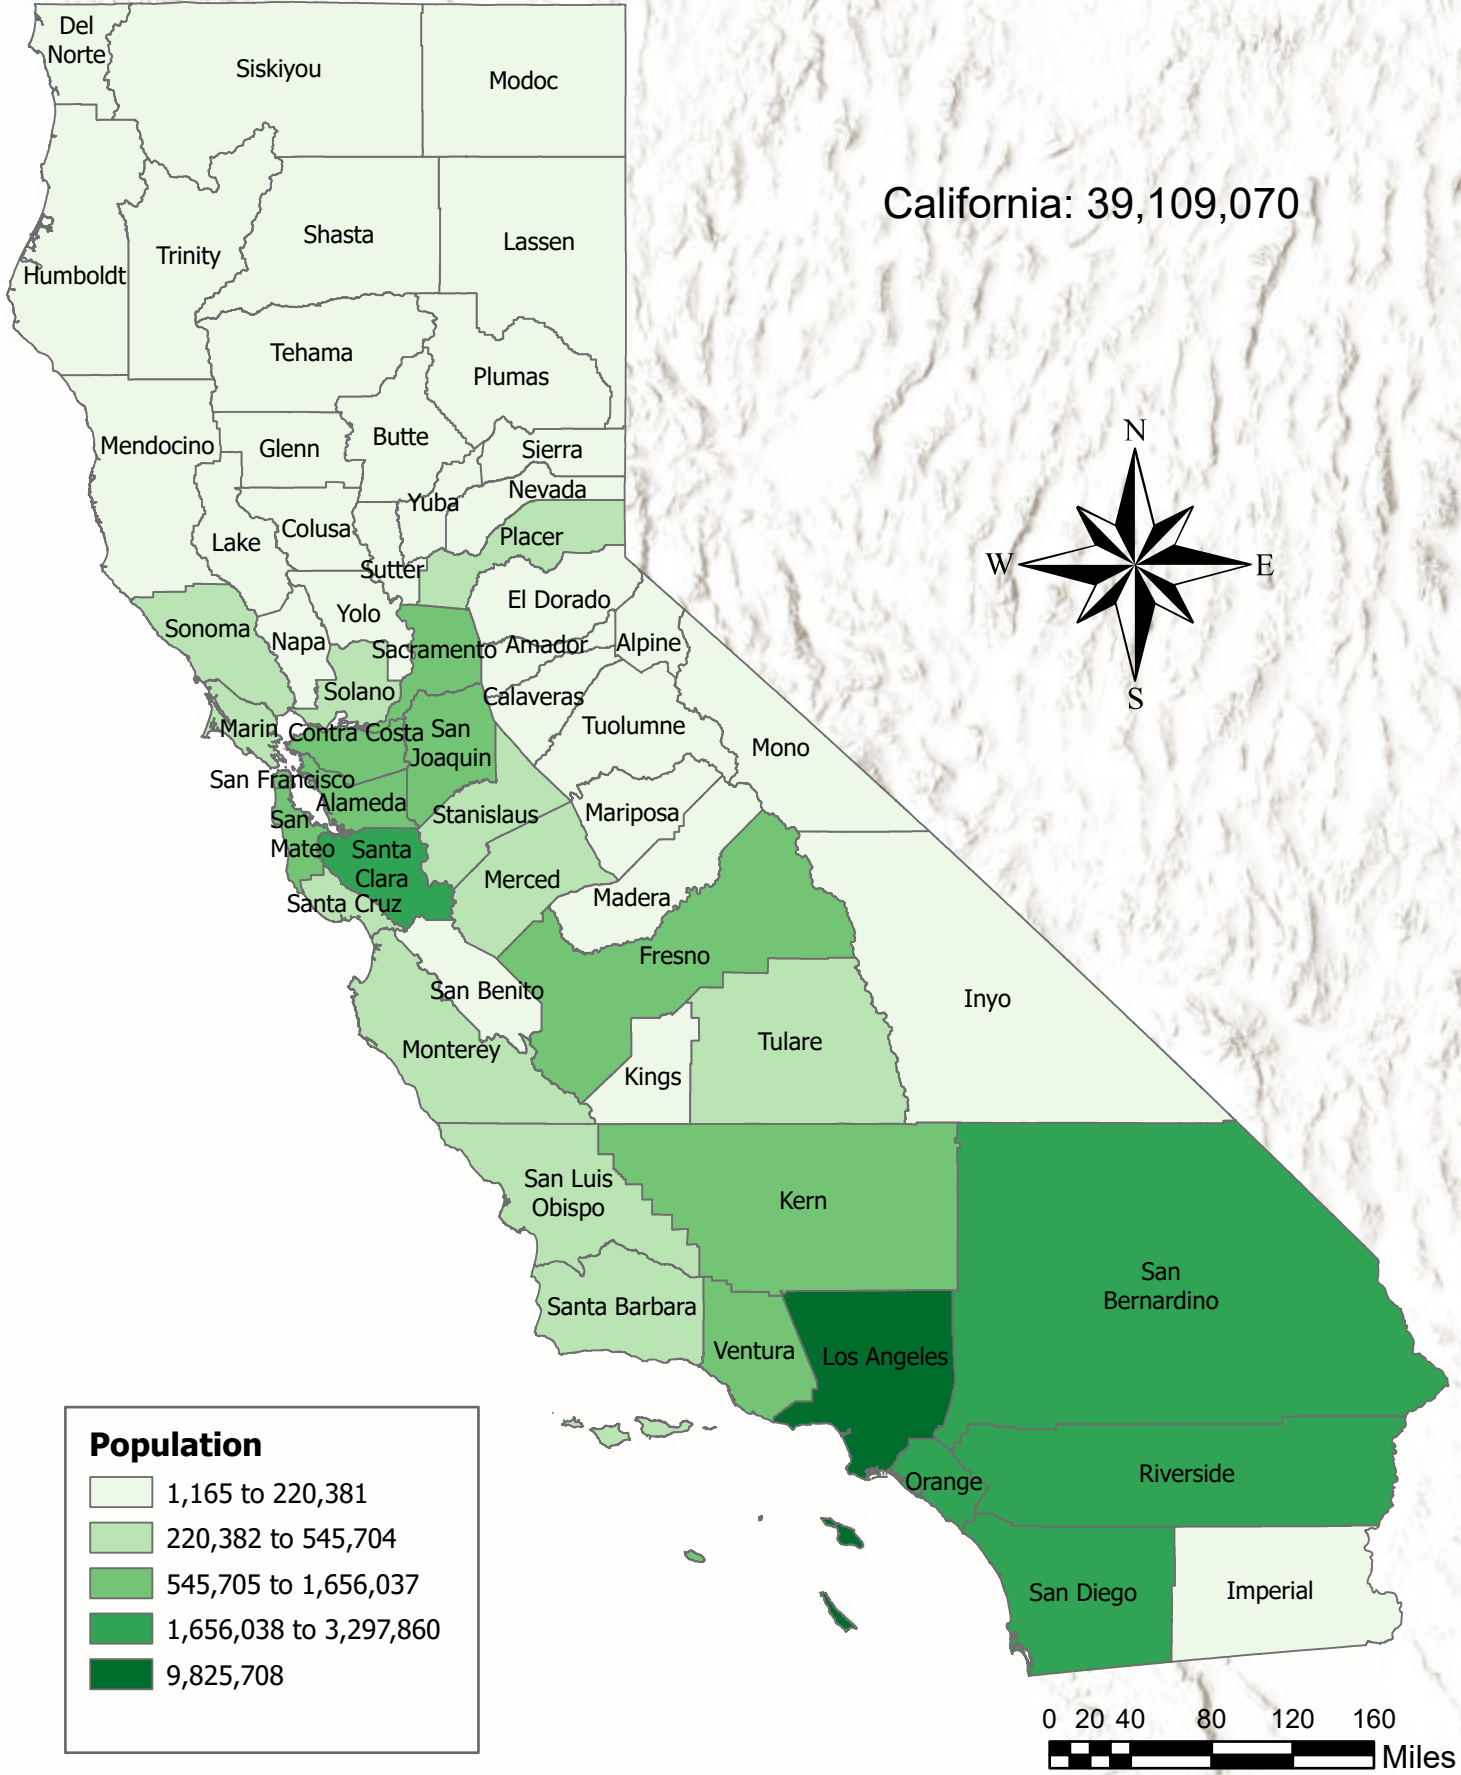 Del
Norte
Siskiyou
Modoc
California: 39,109,070
Shasta
Lassen
Trinity
Humboldt
Tehama
Plumas
Mendocino
Glenn
Butte
Sierra
N
Nevada
Yuba
Colusa
Placer
Lake
W
E
Sutter
El Dorado
Yolo
Sonoma
Napa
Sacramento
Amador
Alpine
Solano
Calaveras
S
Marin
Contra Costa
San
Joaquin
Tuolumne
Mono
San Francisco
Alameda
Stanislaus
Mariposa
San
Mateo
Santa
Clara
Merced
Madera
Santa Cruz
Fresno
San Benito
Inyo
Monterey
Tulare
Kings
San Luis
Obispo
Kern
San
Bernardino
Santa Barbara
Ventura
Los Angeles
Orange
Riverside
San Diego
Imperial
Population
1,165 to 220,381
220,382 to 545,704
545,705 to 1,656,037
1,656,038 to 3,297,860
9,825,708
0 20 40 80 120 160
Miles